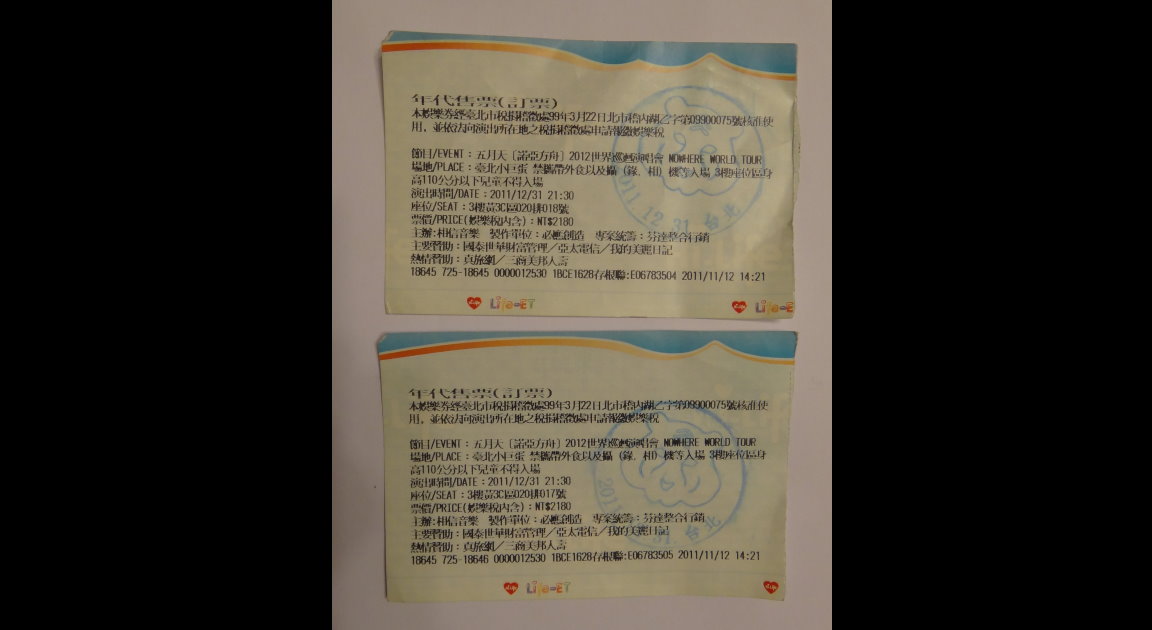 年代售票(訂票)
本娛樂券經臺北市稅捐稽徵處99年3月22日北市稽內湖乙字第09900075號核准使
用, 並依法向演出所在地之稅捐稽徵處申請報繳娛樂稅
節目/EVENT:五月天〔諾亞方舟〕2012世界巡迴演唱會 NOWHERE WORLD TOUR
場地/PLACE:臺北小巨蛋 禁攜帶外食以及攝(錄、相)機等入場 3樓座位區身
高110公分以下兒童不得入場
演出時間/DATE:2011/12/31 21:30
座位/SEAT:3樓黃3C區020排018號
票價/PRICE(娛樂稅內含):NT$2180
主辦:相信音樂 製作單位:必應創造 專案統籌:芬達整合行銷
主要贊助:國泰世華財富管理/亞太電信/我的美麗日記
熱情贊助:真旅網/三商美邦人壽
18645 725-18645 0000012530 1BCE1628存根聯:E06783504 2011/11/12 14:21
2011 12 31 台北
Life-ET
Life-E
年代售票(訂票)
本娛樂券經臺北市稅捐稽徵處99年3月22日北市稽內湖乙字第09900075號核准使
用, 並依法向演出所在地之稅捐稽徵處申請報繳娛樂稅
節目/EVENT:五月天〔諾亞方舟〕2012世界巡迴演唱會 NOWHERE WORLD TOUR
場地/PLACE:臺北小巨蛋 禁攜帶外食以及攝(錄、相)機等入場 3樓座位區身
高110公分以下兒童不得入場
演出時間/DATE:2011/12/31 21:30
座位/SEAT:3樓黃3C區020排017號
票價/PRICE(娛樂稅內含):NT$2180
主辦:相信音樂 製作單位:必應創造 專案統籌:芬達整合行銷
主要贊助:國泰世華財富管理/亞太電信/我的美麗日記
熱情贊助:真旅網/三商美邦人壽
18645 725-18646 0000012530 1BCE1628存根聯:E06783505 2011/11/12 14:21
2011 31 台北
Life-ET